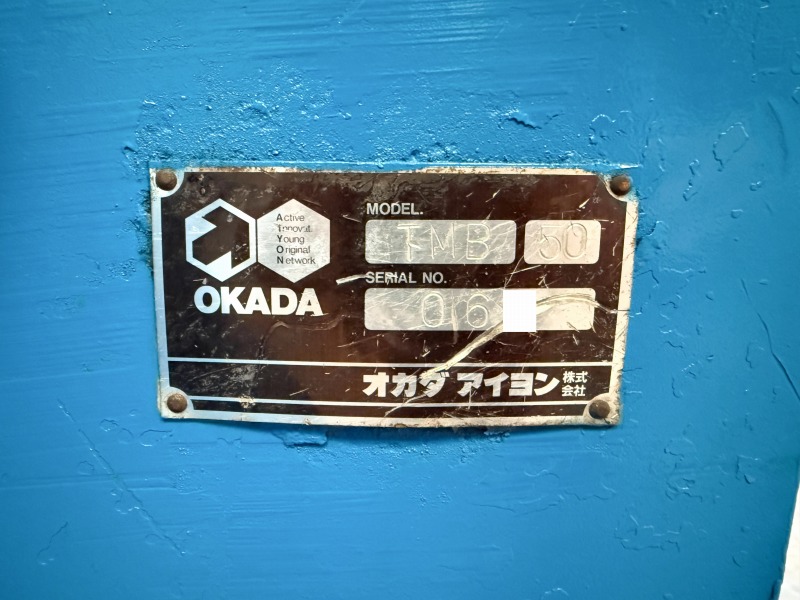 Active
Innovat.
Young
Original
Network
OKADA
MODEL.
TMB 50
SERIAL NO.
06
オカダ アイヨン 株式会社